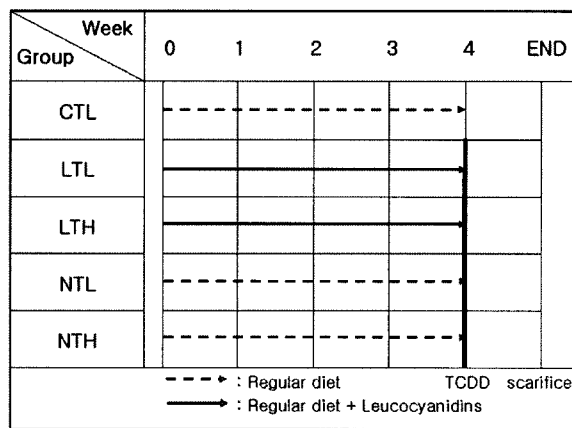 Week
Group
0 1 2 3 4 END
CTL
LTL
LTH
NTL
NTH
: Regular diet TCDD scarifice
: Regular diet + Leucocyanidins